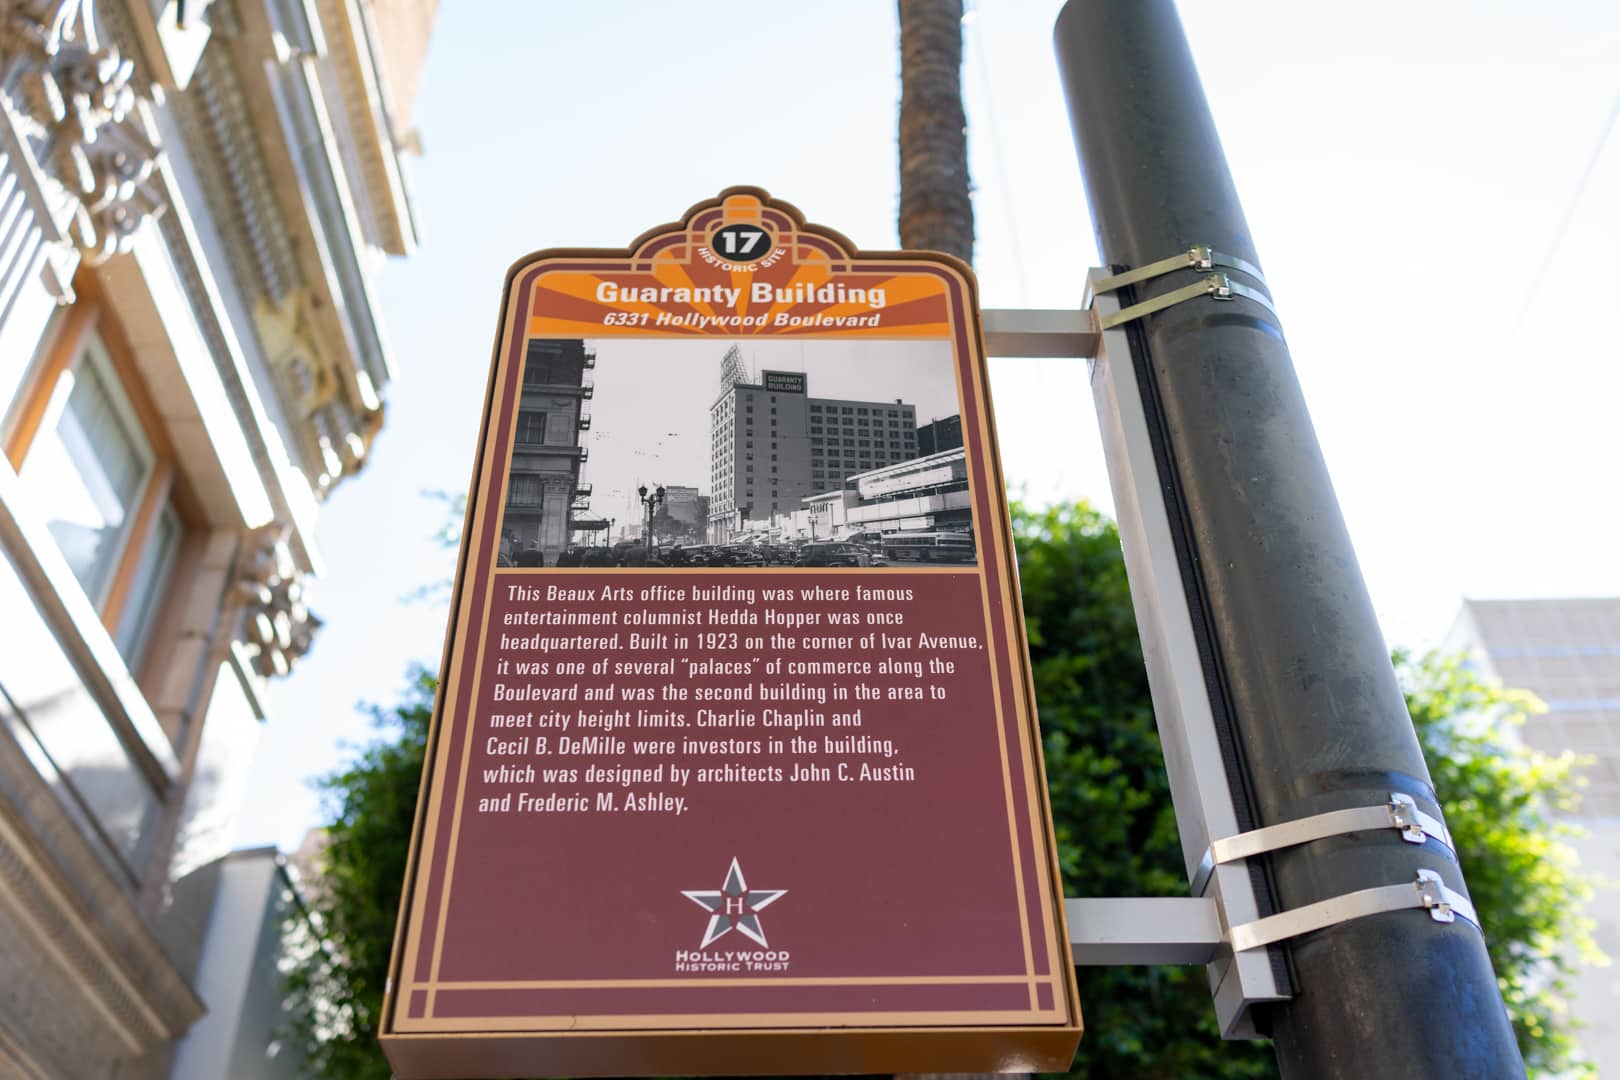 17
HISTORIC SITE
Guaranty Building
6331 Hollywood Boulevard
GUARANTY
BUILDING
This Beaux Arts office building was where famous
entertainment columnist Hedda Hopper was once
headquartered. Built in 1923 on the corner of Ivar Avenue,
it was one of several “palaces” of commerce along the
Boulevard and was the second building in the area to
meet city height limits. Charlie Chaplin and
Cecil B. DeMille were investors in the building,
which was designed by architects John C. Austin
and Frederic M. Ashley.
H
HOLLYWOOD
HISTORIC TRUST